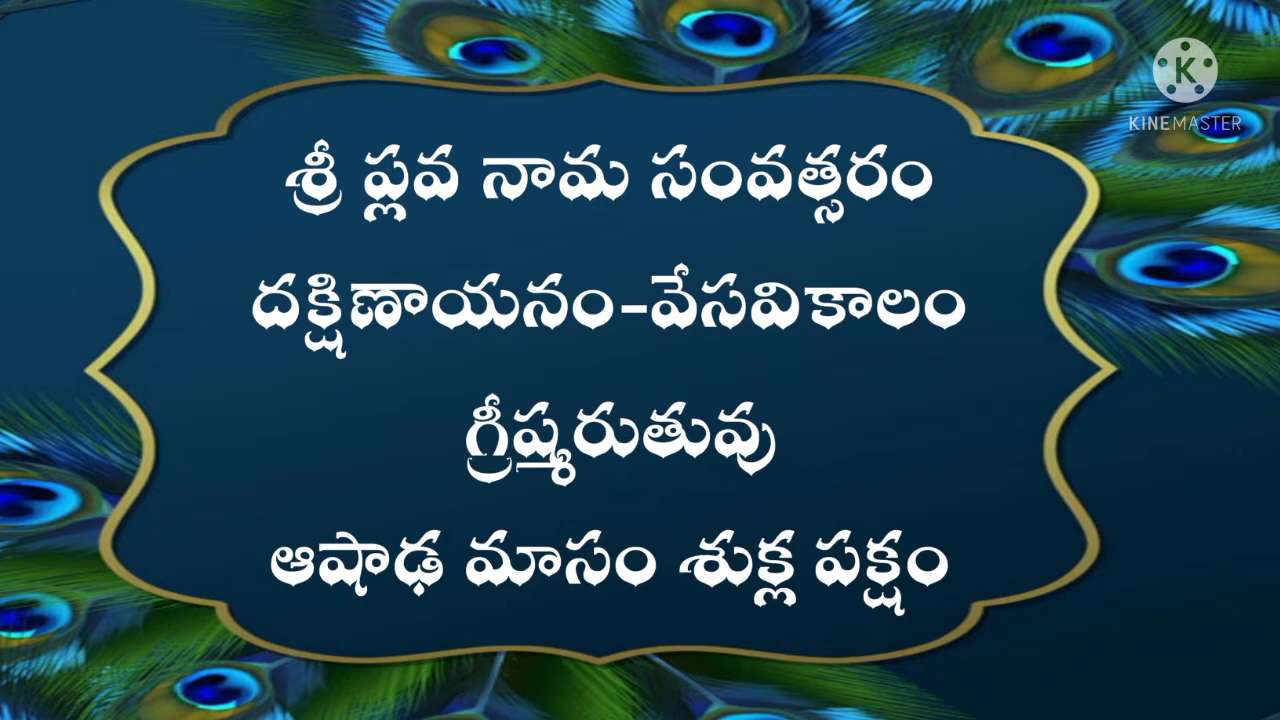 శ్రీ ప్లవ నామ సంవత్సరం
దక్షిణాయనం-వేసవికాలం
గ్రీష్మరుతువు
ఆషాఢ మాసం శుక్ల పక్షం
K
KINEMASTER